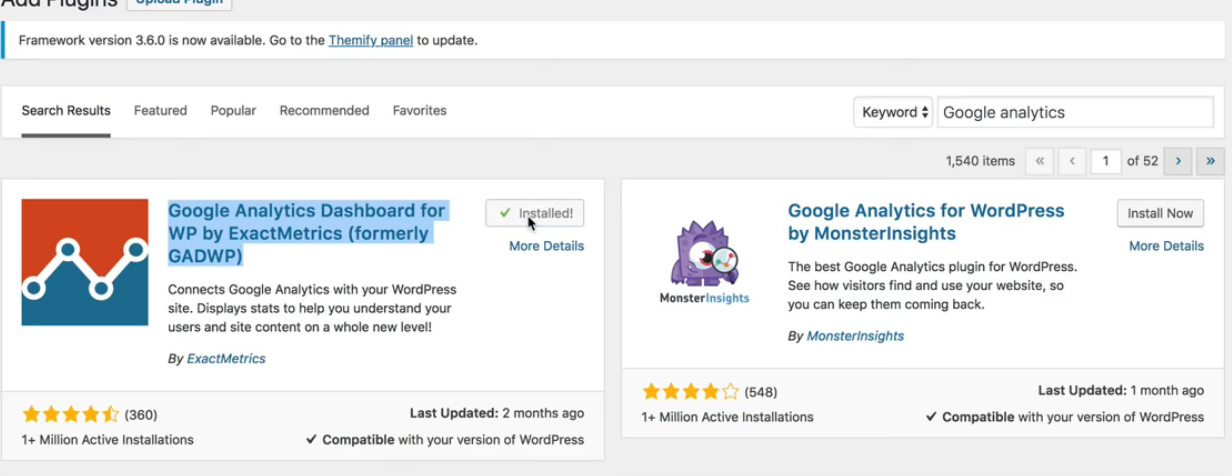 Add Plugins Upload Plugin
Framework version 3.6.0 is now available. Go to the Themify panel to update.
Search Results Featured Popular Recommended Favorites Keyword Google analytics
1,540 items « ‹ 1 of 52 › »
Google Analytics Dashboard for
WP by ExactMetrics (formerly
GADWP)
Installed!
More Details
Connects Google Analytics with your WordPress
site. Displays stats to help you understand your
users and site content on a whole new level!
By ExactMetrics
(360)
1+ Million Active Installations
Last Updated: 2 months ago
Compatible with your version of WordPress
MonsterInsights
Google Analytics for WordPress
by MonsterInsights
Install Now
More Details
The best Google Analytics plugin for WordPress.
See how visitors find and use your website, so
you can keep them coming back.
By MonsterInsights
(548)
1+ Million Active Installations
Last Updated: 1 month ago
Compatible with your version of WordPress